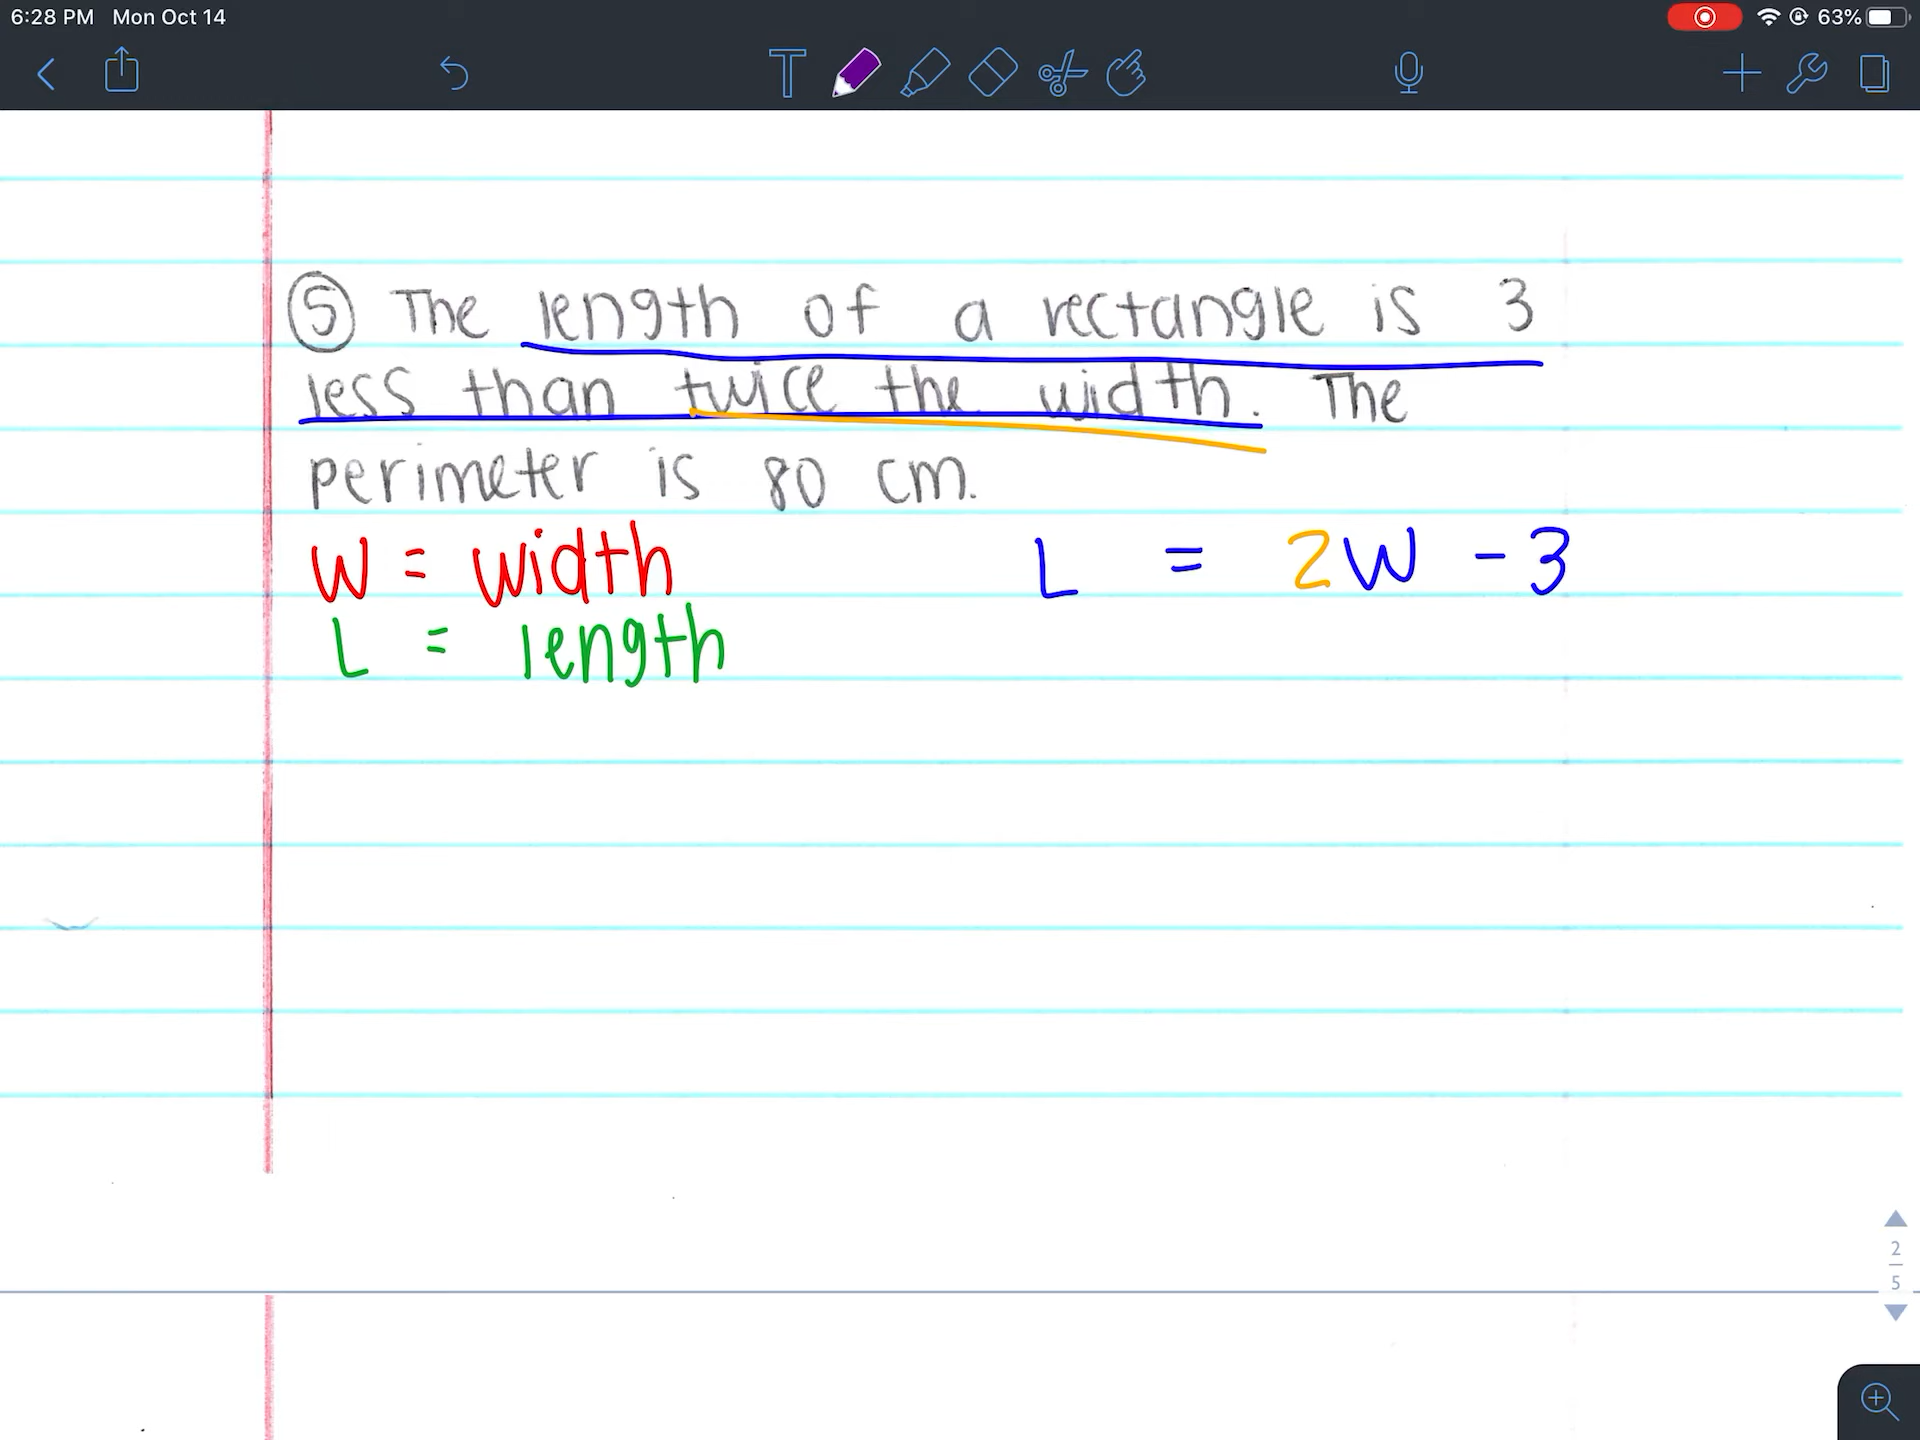 6:28 PM Mon Oct 14 63%
T
⑤ The length of a rectangle is 3
less than twice the width. The
perimeter is 80 cm.
W = width L = 2W - 3
L = length
2
5